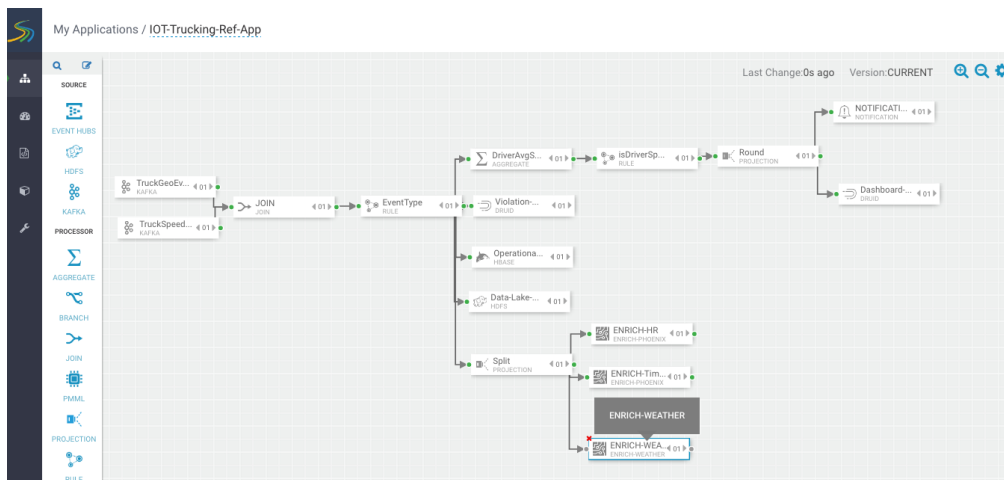 My Applications / IOT-Trucking-Ref-App
Last Change:0s ago Version:CURRENT
SOURCE
EVENT HUBS
HDFS
KAFKA
PROCESSOR
AGGREGATE
BRANCH
JOIN
PMML
PROJECTION
RULE
TruckGeoEv... 01
KAFKA
TruckSpeed... 01
KAFKA
JOIN 01
JOIN
EventType 01
RULE
DriverAvgS... 01
AGGREGATE
isDriverSp... 01
RULE
Round 01
PROJECTION
NOTIFICATI... 01
NOTIFICATION
Dashboard-... 01
DRUID
Violation-... 01
DRUID
Operationa... 01
HBASE
Data-Lake-... 01
HDFS
Split 01
PROJECTION
ENRICH-HR 01
ENRICH-PHOENIX
ENRICH-Tim... 01
ENRICH-PHOENIX
ENRICH-WEATHER
ENRICH-WEA... 01
ENRICH-WEATHER